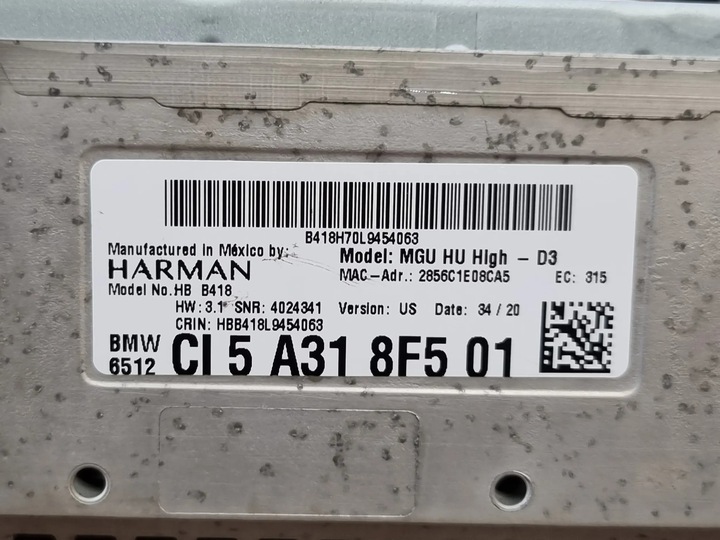 B418H70L9454063
Manufactured in México by: Model: MGU HU High - D3
HARMAN MAC-Adr.: 2856C1E08CA5 EC: 315
Model No.HB B418
HW: 3.1 SNR: 4024341 Version: US Date: 34/20
CRIN: HBB418L9454063
BMW
6512 CI 5 A31 8F5 01